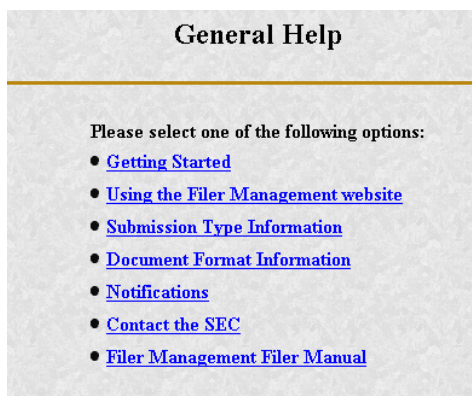 General Help
Please select one of the following options:
Getting Started
Using the Filer Management website
Submission Type Information
Document Format Information
Notifications
Contact the SEC
Filer Management Filer Manual